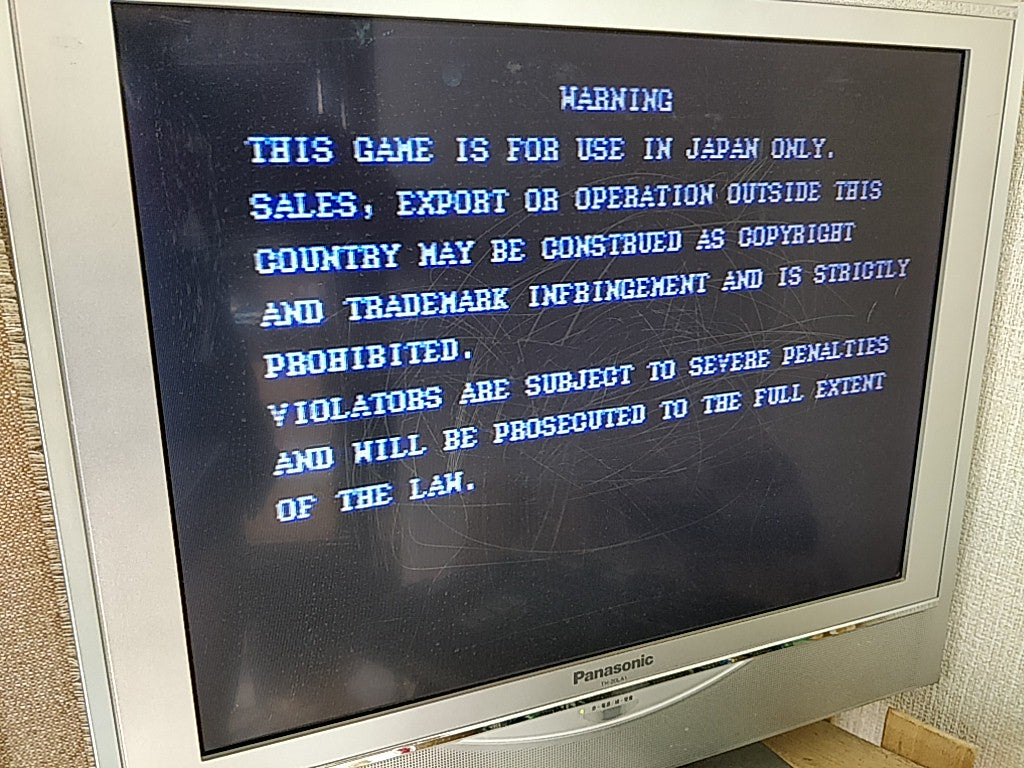 WARNING
THIS GAME IS FOR USE IN JAPAN ONLY.
SALES, EXPORT OR OPERATION OUTSIDE THIS
COUNTRY MAY BE CONSTRUED AS COPYRIGHT
AND TRADEMARK INFRINGEMENT AND IS STRICTLY
PROHIBITED.
VIOLATORS ARE SUBJECT TO SEVERE PENALTIES
AND WILL BE PROSECUTED TO THE FULL EXTENT
OF THE LAW.
Panasonic